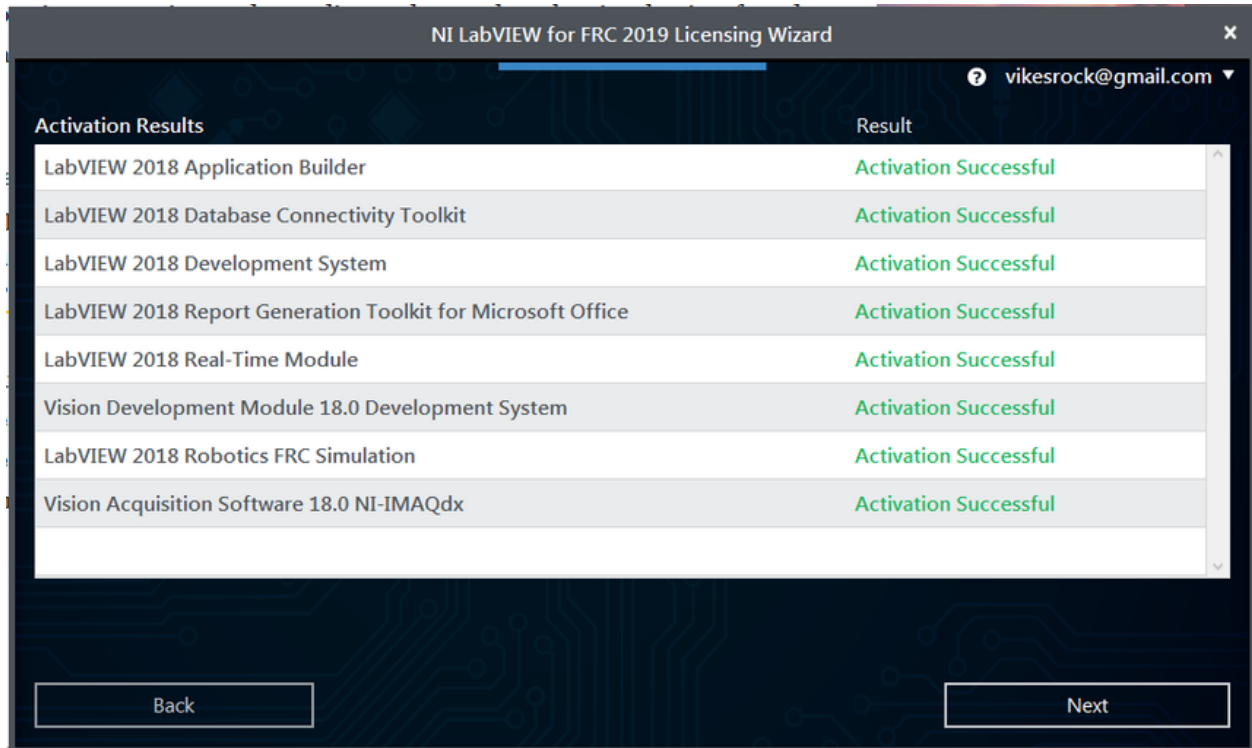 NI LabVIEW for FRC 2019 Licensing Wizard
vikesrock@gmail.com
Activation Results Result
LabVIEW 2018 Application Builder Activation Successful
LabVIEW 2018 Database Connectivity Toolkit Activation Successful
LabVIEW 2018 Development System Activation Successful
LabVIEW 2018 Report Generation Toolkit for Microsoft Office Activation Successful
LabVIEW 2018 Real-Time Module Activation Successful
Vision Development Module 18.0 Development System Activation Successful
LabVIEW 2018 Robotics FRC Simulation Activation Successful
Vision Acquisition Software 18.0 NI-IMAQdx Activation Successful
Back Next